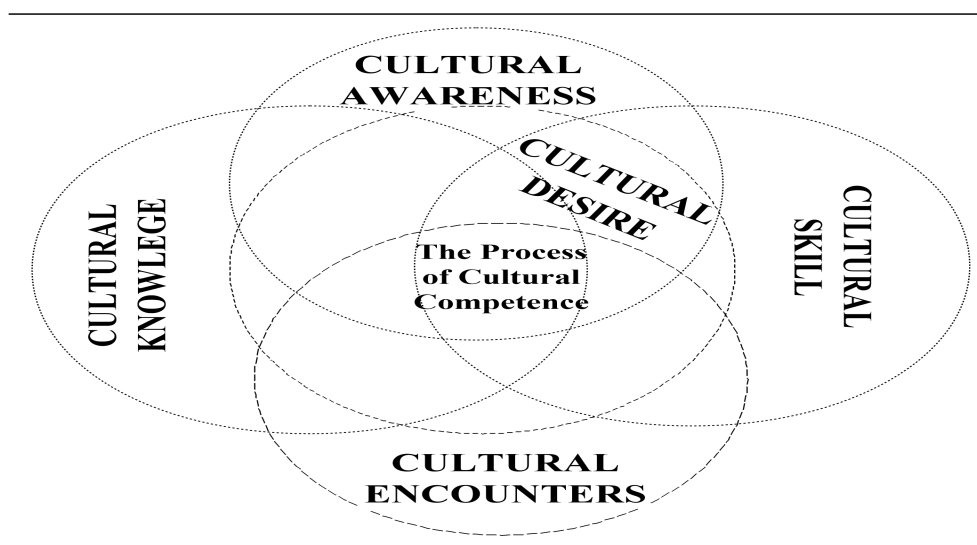 CULTURAL
AWARENESS
CULTURAL
DESIRE
CULTURAL
KNOWLEGE
CULTURAL
SKILL
The Process
of Cultural
Competence
CULTURAL
ENCOUNTERS